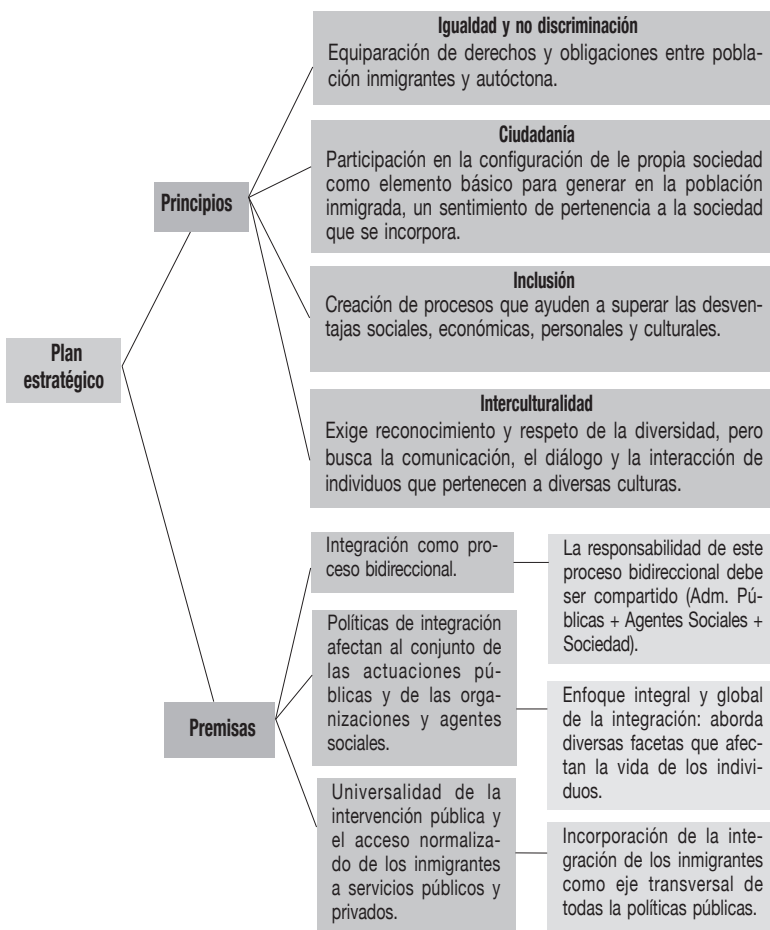 Plan
estratégico
Principios
Igualdad y no discriminación
Equiparación de derechos y obligaciones entre pobla-
ción inmigrantes y autóctona.
Ciudadanía
Participación en la configuración de le propia sociedad
como elemento básico para generar en la población
inmigrada, un sentimiento de pertenencia a la sociedad
que se incorpora.
Inclusión
Creación de procesos que ayuden a superar las desven-
tajas sociales, económicas, personales y culturales.
Interculturalidad
Exige reconocimiento y respeto de la diversidad, pero
busca la comunicación, el diálogo y la interacción de
individuos que pertenecen a diversas culturas.
Premisas
Integración como pro-
ceso bidireccional.
La responsabilidad de este
proceso bidireccional debe
ser compartido (Adm. Pú-
blicas + Agentes Sociales +
Sociedad).
Políticas de integración
afectan al conjunto de
las actuaciones pú-
blicas y de las orga-
nizaciones y agentes
sociales.
Enfoque integral y global
de la integración: aborda
diversas facetas que afec-
tan la vida de los indivi-
duos.
Universalidad de la
intervención pública y
el acceso normaliza-
do de los inmigrantes
a servicios públicos y
privados.
Incorporación de la inte-
gración de los inmigrantes
como eje transversal de
todas la políticas públicas.